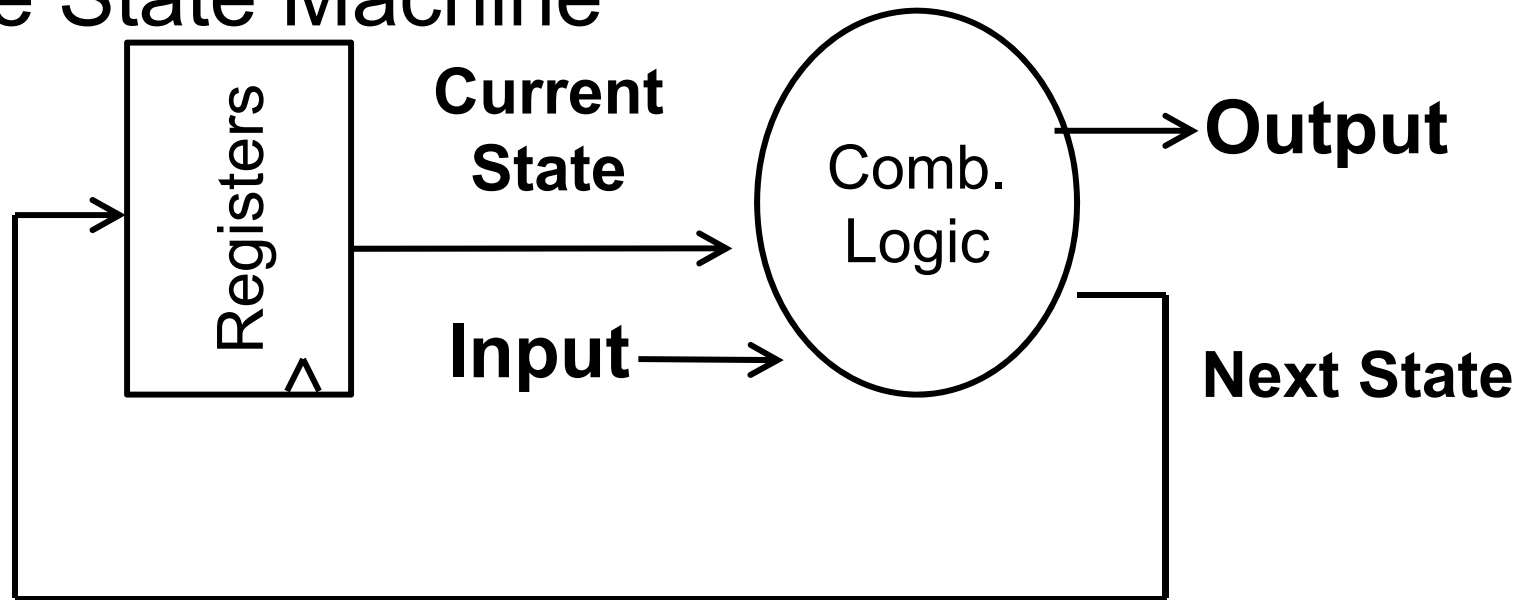 e State Machine
Registers
Current
State
Input
Comb.
Logic
Output
Next State